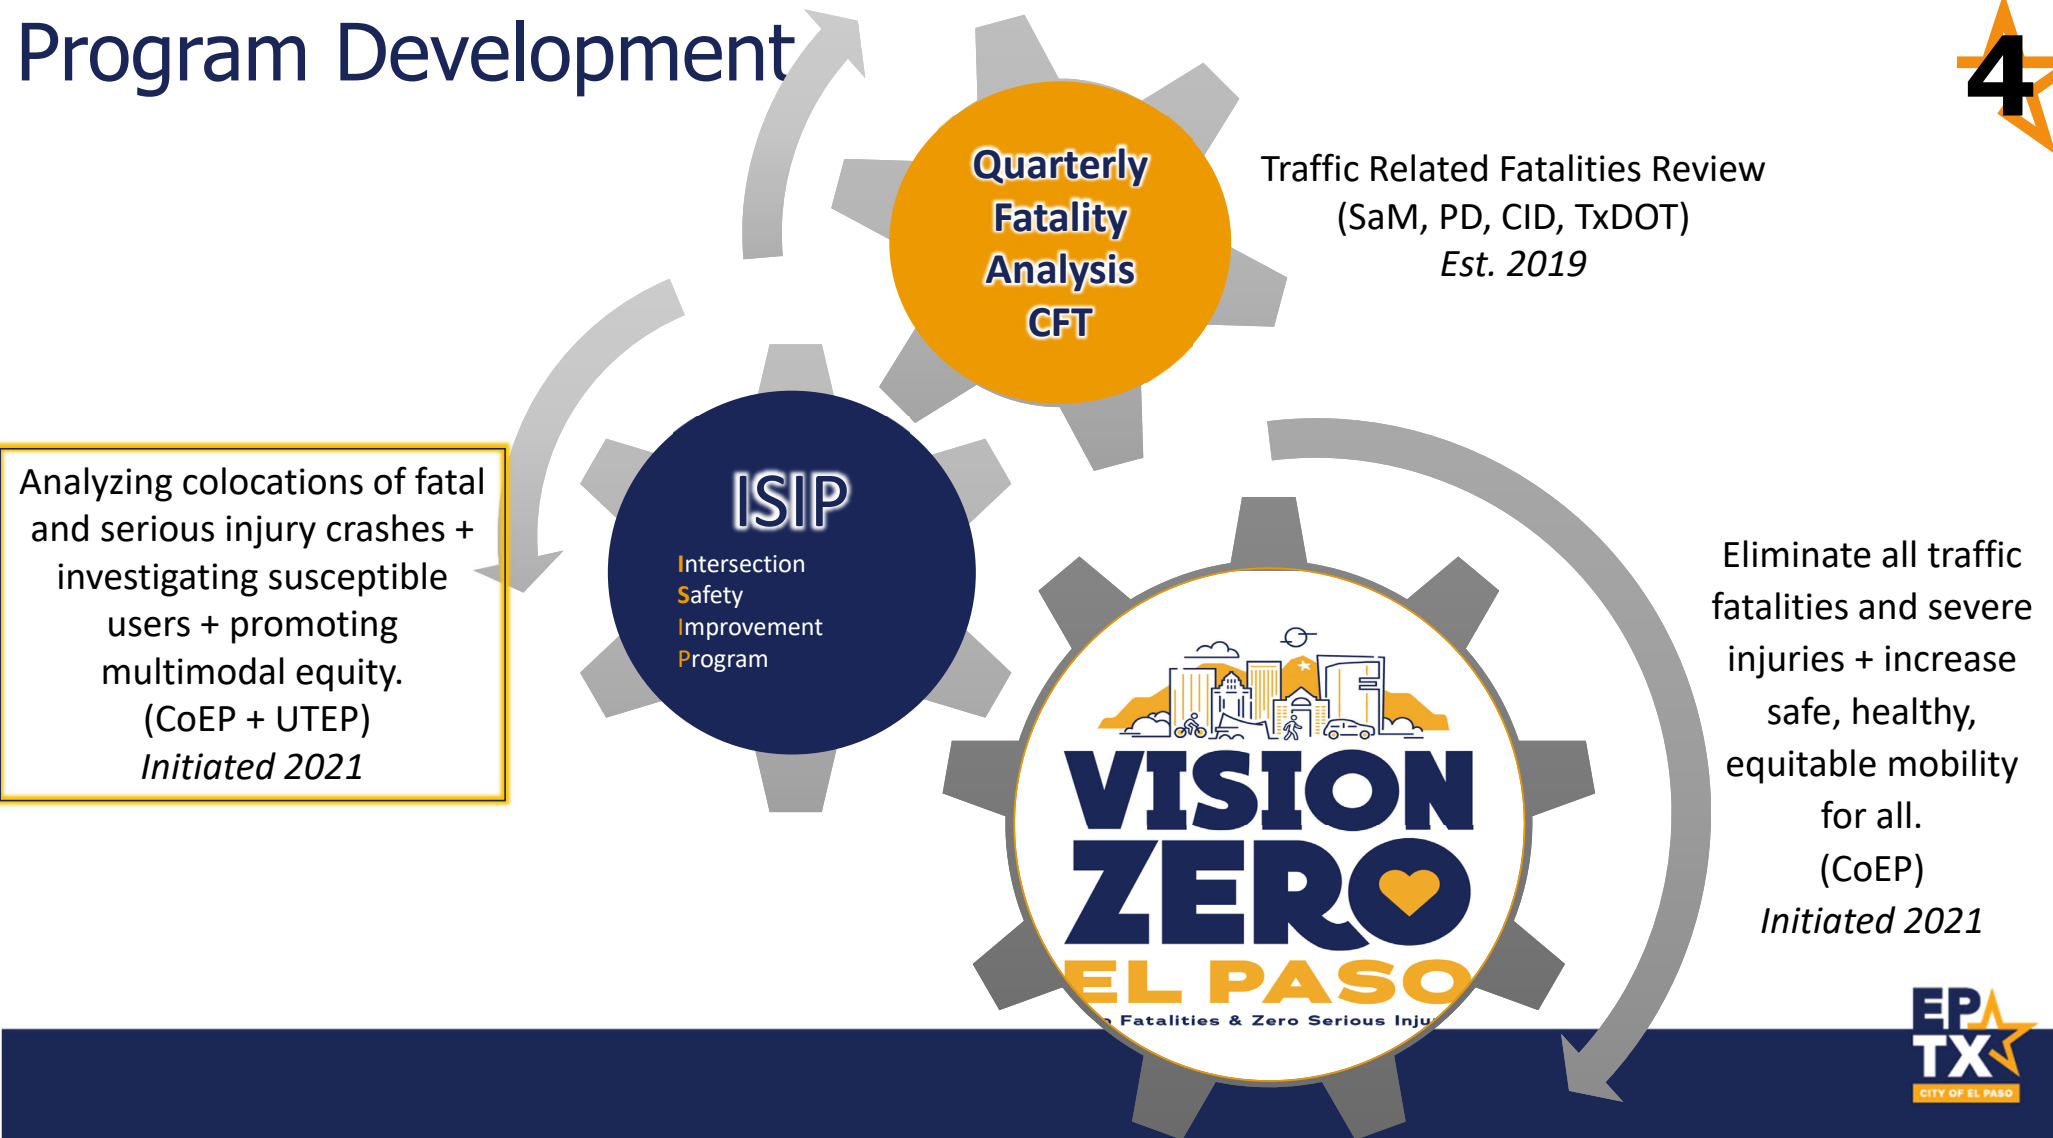 Program Development
4
Quarterly
Fatality
Analysis
CFT
Traffic Related Fatalities Review
(SaM, PD, CID, TxDOT)
Est. 2019
ISIP
Intersection
Safety
Improvement
Program
Analyzing colocations of fatal
and serious injury crashes +
investigating susceptible
users + promoting
multimodal equity.
(CoEP + UTEP)
Initiated 2021
VISION
ZERO
EL PASO
Fatalities & Zero Serious Inju
Eliminate all traffic
fatalities and severe
injuries + increase
safe, healthy,
equitable mobility
for all.
(CoEP)
Initiated 2021
EP
TX
CITY OF EL PASO